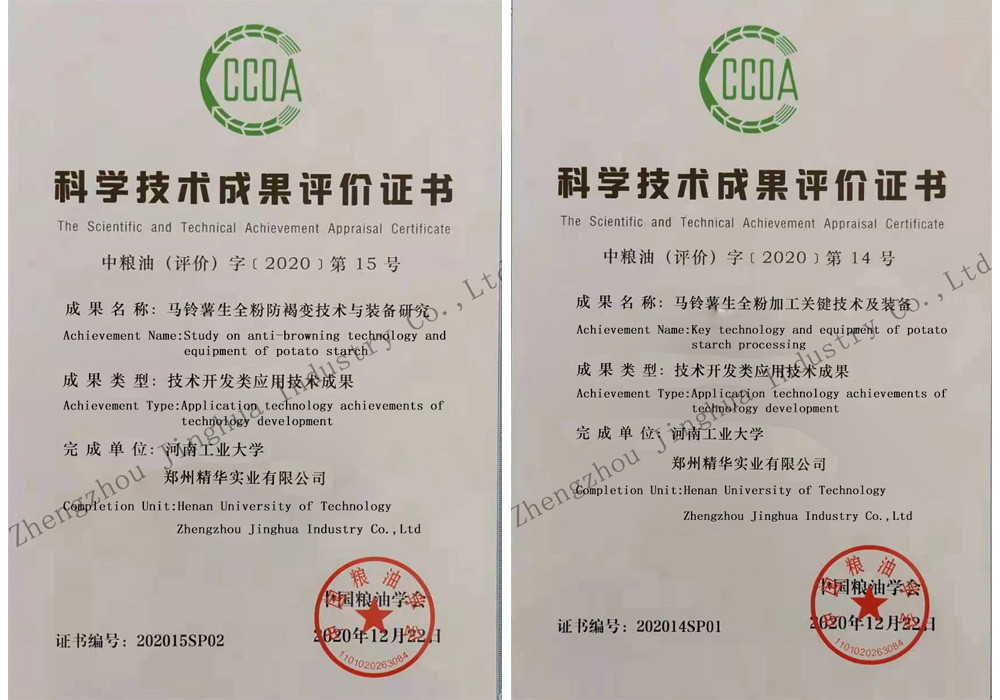 CCOA
科学技术成果评价证书
The Scientific and Technical Achievement Appraisal Certificate
中粮油（评价）字〔2020〕第 15 号
成果名称：马铃薯生全粉防褐变技术与装备研究
Achievement Name:Study on anti-browning technology and
equipment of potato starch
成果类型：技术开发类应用技术成果
Achievement Type:Application technology achievements of
technology development
完成单位：河南工业大学
郑州精华实业有限公司
Completion Unit:Henan University of Technology
Zhengzhou Jinghua Industry Co.,Ltd
中国粮油学会
2020年12月22日
1101020263084
证书编号：202015SP02
Zhengzhou Jinghua Industry Co.,Ltd
CCOA
科学技术成果评价证书
The Scientific and Technical Achievement Appraisal Certificate
中粮油（评价）字〔2020〕第 14 号
成果名称：马铃薯生全粉加工关键技术及装备
Achievement Name:Key technology and equipment of potato
starch processing
成果类型：技术开发类应用技术成果
Achievement Type:Application technology achievements of
technology development
完成单位：河南工业大学
郑州精华实业有限公司
Completion Unit:Henan University of Technology
Zhengzhou Jinghua Industry Co.,Ltd
中国粮油学会
2020年12月22日
1101020263084
证书编号：202014SP01
Zhengzhou Jinghua Industry Co.,Ltd